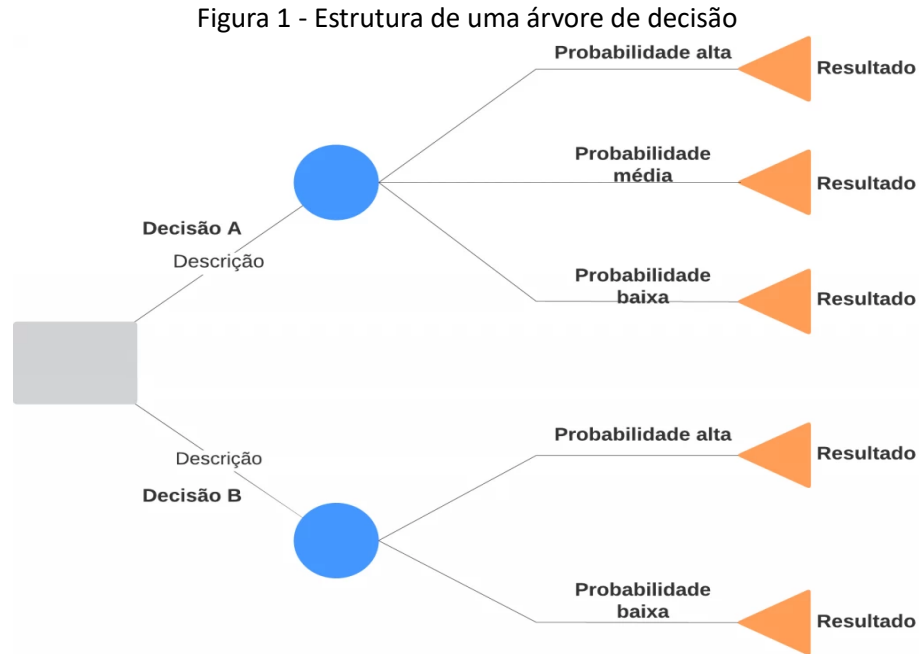 Figura 1 - Estrutura de uma árvore de decisão
Probabilidade alta
Resultado
Probabilidade
média
Resultado
Decisão A
Descrição
Probabilidade
baixa
Resultado
Probabilidade alta
Resultado
Descrição
Decisão B
Probabilidade
baixa
Resultado